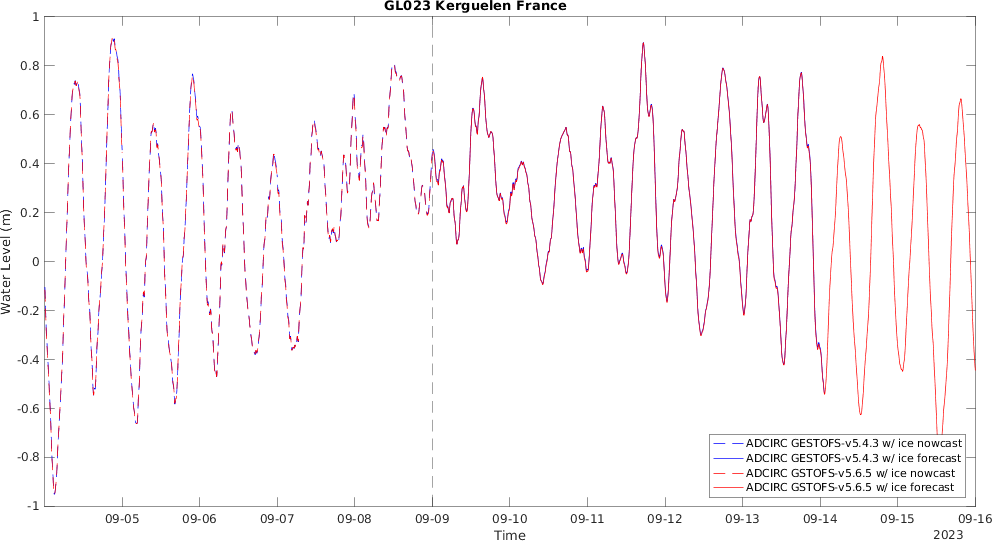 GL023 Kerguelen France
Water Level (m)
1
0.8
0.6
0.4
0.2
0
-0.2
-0.4
-0.6
-0.8
-1
ADCIRC GESTOFS-v5.4.3 w/ ice nowcast
ADCIRC GESTOFS-v5.4.3 w/ ice forecast
ADCIRC GSTOFS-v5.6.5 w/ ice nowcast
ADCIRC GSTOFS-v5.6.5 w/ ice forecast
09-05 09-06 09-07 09-08 09-09 09-10 09-11 09-12 09-13 09-14 09-15 09-16
Time
2023